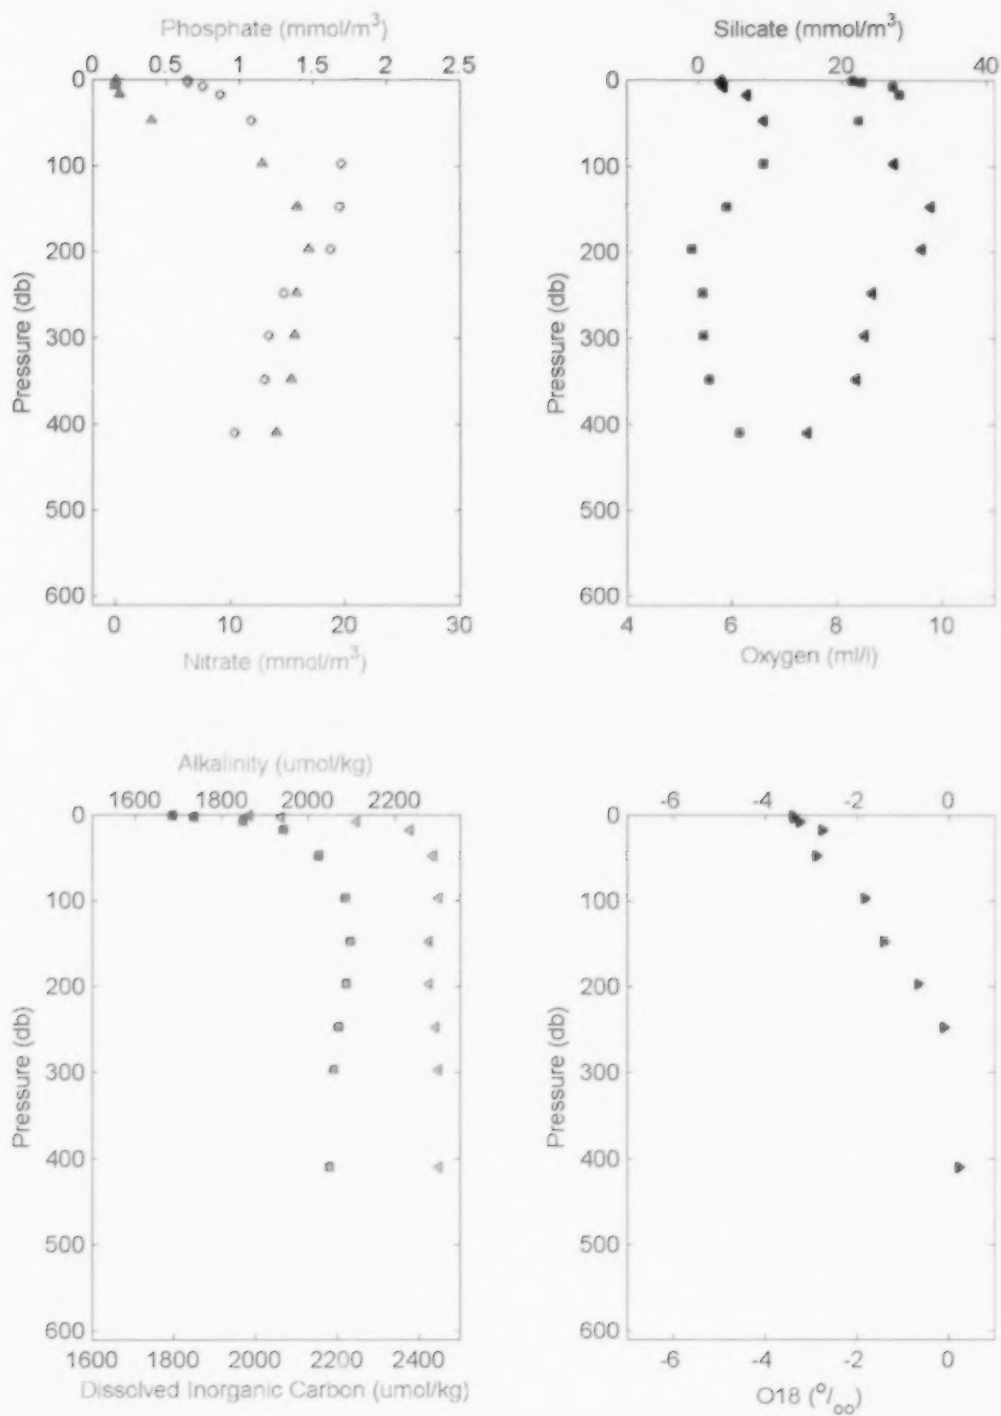 Phosphate (mmol/m³)
0 0.5 1 1.5 2 2.5
0
100
200
300
400
500
600
Pressure (db)
0 10 20 30
Nitrate (mmol/m³)
Silicate (mmol/m³)
0 20 40
0
100
200
300
400
500
600
Pressure (db)
4 6 8 10
Oxygen (ml/l)
Alkalinity (umol/kg)
1600 1800 2000 2200
0
100
200
300
400
500
600
Pressure (db)
1600 1800 2000 2200 2400
Dissolved Inorganic Carbon (umol/kg)
-6 -4 -2 0
0
100
200
300
400
500
600
Pressure (db)
-6 -4 -2 0
O18 (⁰/₀₀)